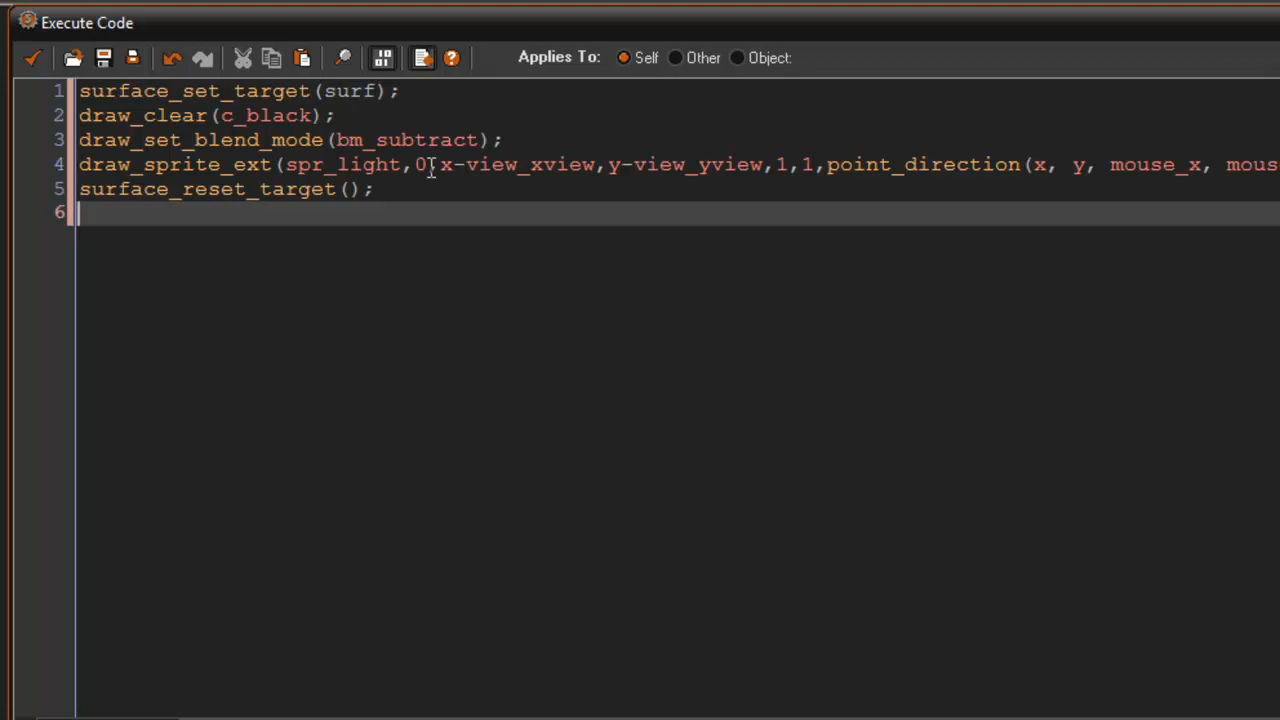 Execute Code
Applies To: Self Other Object:
1 surface_set_target(surf);
2 draw_clear(c_black);
3 draw_set_blend_mode(bm_subtract);
4 draw_sprite_ext(spr_light,0,x-view_xview,y-view_yview,1,1,point_direction(x, y, mouse_x, mous
5 surface_reset_target();
6